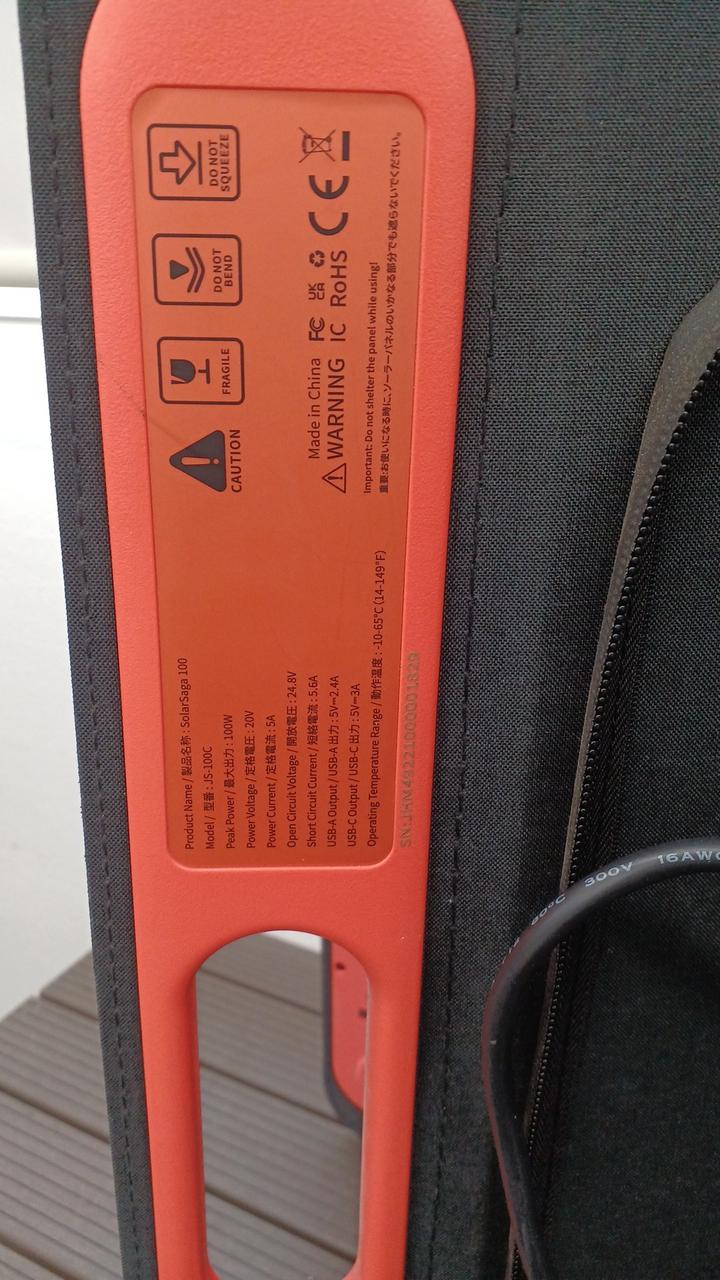 Product Name / 製品名称 : SolarSaga 100
Model / 型番 : JS-100C
Peak Power / 最大出力 : 100W
Power Voltage / 定格電圧 : 20V
Power Current / 定格電流 : 5A
Open Circuit Voltage / 開放電圧 : 24.8V
Short Circuit Current / 短絡電流 : 5.6A
USB-A Output / USB-A 出力 : 5V⎓2.4A
USB-C Output / USB-C 出力 : 5V⎓3A
Operating Temperature Range / 動作温度 : -10-65°C (14-149°F)
CAUTION
FRAGILE
DO NOT BEND
DO NOT SQUEEZE
Made in China FC UK CA CE
WARNING IC RoHS
Important: Do not shelter the panel while using!
重要:お使いになる時に、ソーラーパネルのいかなる部分でも遮らないでください。
80°C 300V 16AWG